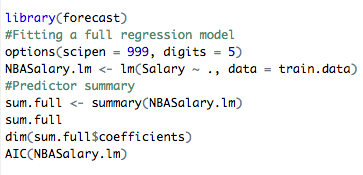 library(forecast)
#Fitting a full regression model
options(scipen = 999, digits = 5)
NBASalary.lm <- lm(Salary ~ ., data = train.data)
#Predictor summary
sum.full <- summary(NBASalary.lm)
sum.full
dim(sum.full$coefficients)
AIC(NBASalary.lm)